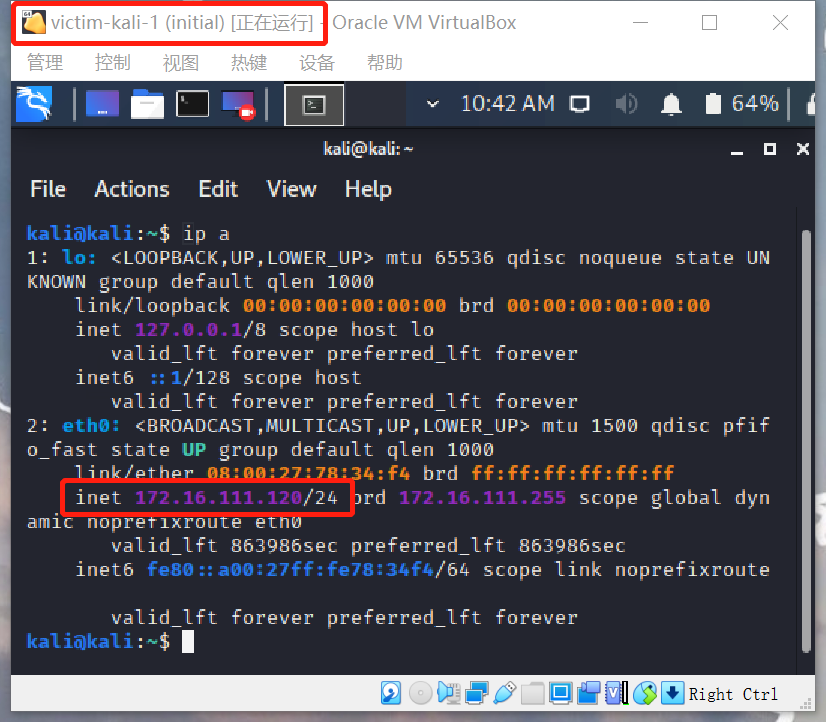 victim-kali-1 (initial) [正在运行] - Oracle VM VirtualBox
管理 控制 视图 热键 设备 帮助
10:42 AM 64%
kali@kali: ~
File Actions Edit View Help
kali@kali:~$ ip a
1: lo: <LOOPBACK,UP,LOWER_UP> mtu 65536 qdisc noqueue state UN
KNOWN group default qlen 1000
    link/loopback 00:00:00:00:00:00 brd 00:00:00:00:00:00
    inet 127.0.0.1/8 scope host lo
       valid_lft forever preferred_lft forever
    inet6 ::1/128 scope host
       valid_lft forever preferred_lft forever
2: eth0: <BROADCAST,MULTICAST,UP,LOWER_UP> mtu 1500 qdisc pfif
o_fast state UP group default qlen 1000
    link/ether 08:00:27:78:34:f4 brd ff:ff:ff:ff:ff:ff
    inet 172.16.111.120/24 brd 172.16.111.255 scope global dyn
amic noprefixroute eth0
       valid_lft 863986sec preferred_lft 863986sec
    inet6 fe80::a00:27ff:fe78:34f4/64 scope link noprefixroute
       valid_lft forever preferred_lft forever
kali@kali:~$
Right Ctrl